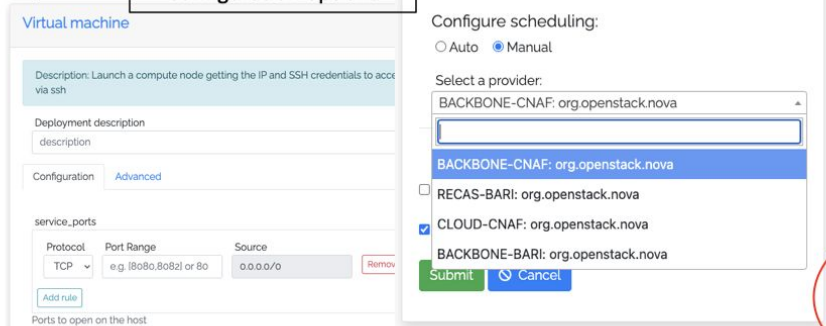 Virtual machine
Description: Launch a compute node getting the IP and SSH credentials to acce
via ssh
Deployment description
description
Configuration Advanced
service_ports
Protocol Port Range Source
TCP e.g. [8080,8082] or 80 0.0.0.0/0 Remov
Add rule
Ports to open on the host
Configure scheduling:
Auto Manual
Select a provider:
BACKBONE-CNAF: org.openstack.nova
BACKBONE-CNAF: org.openstack.nova
RECAS-BARI: org.openstack.nova
CLOUD-CNAF: org.openstack.nova
BACKBONE-BARI: org.openstack.nova
Submit Cancel